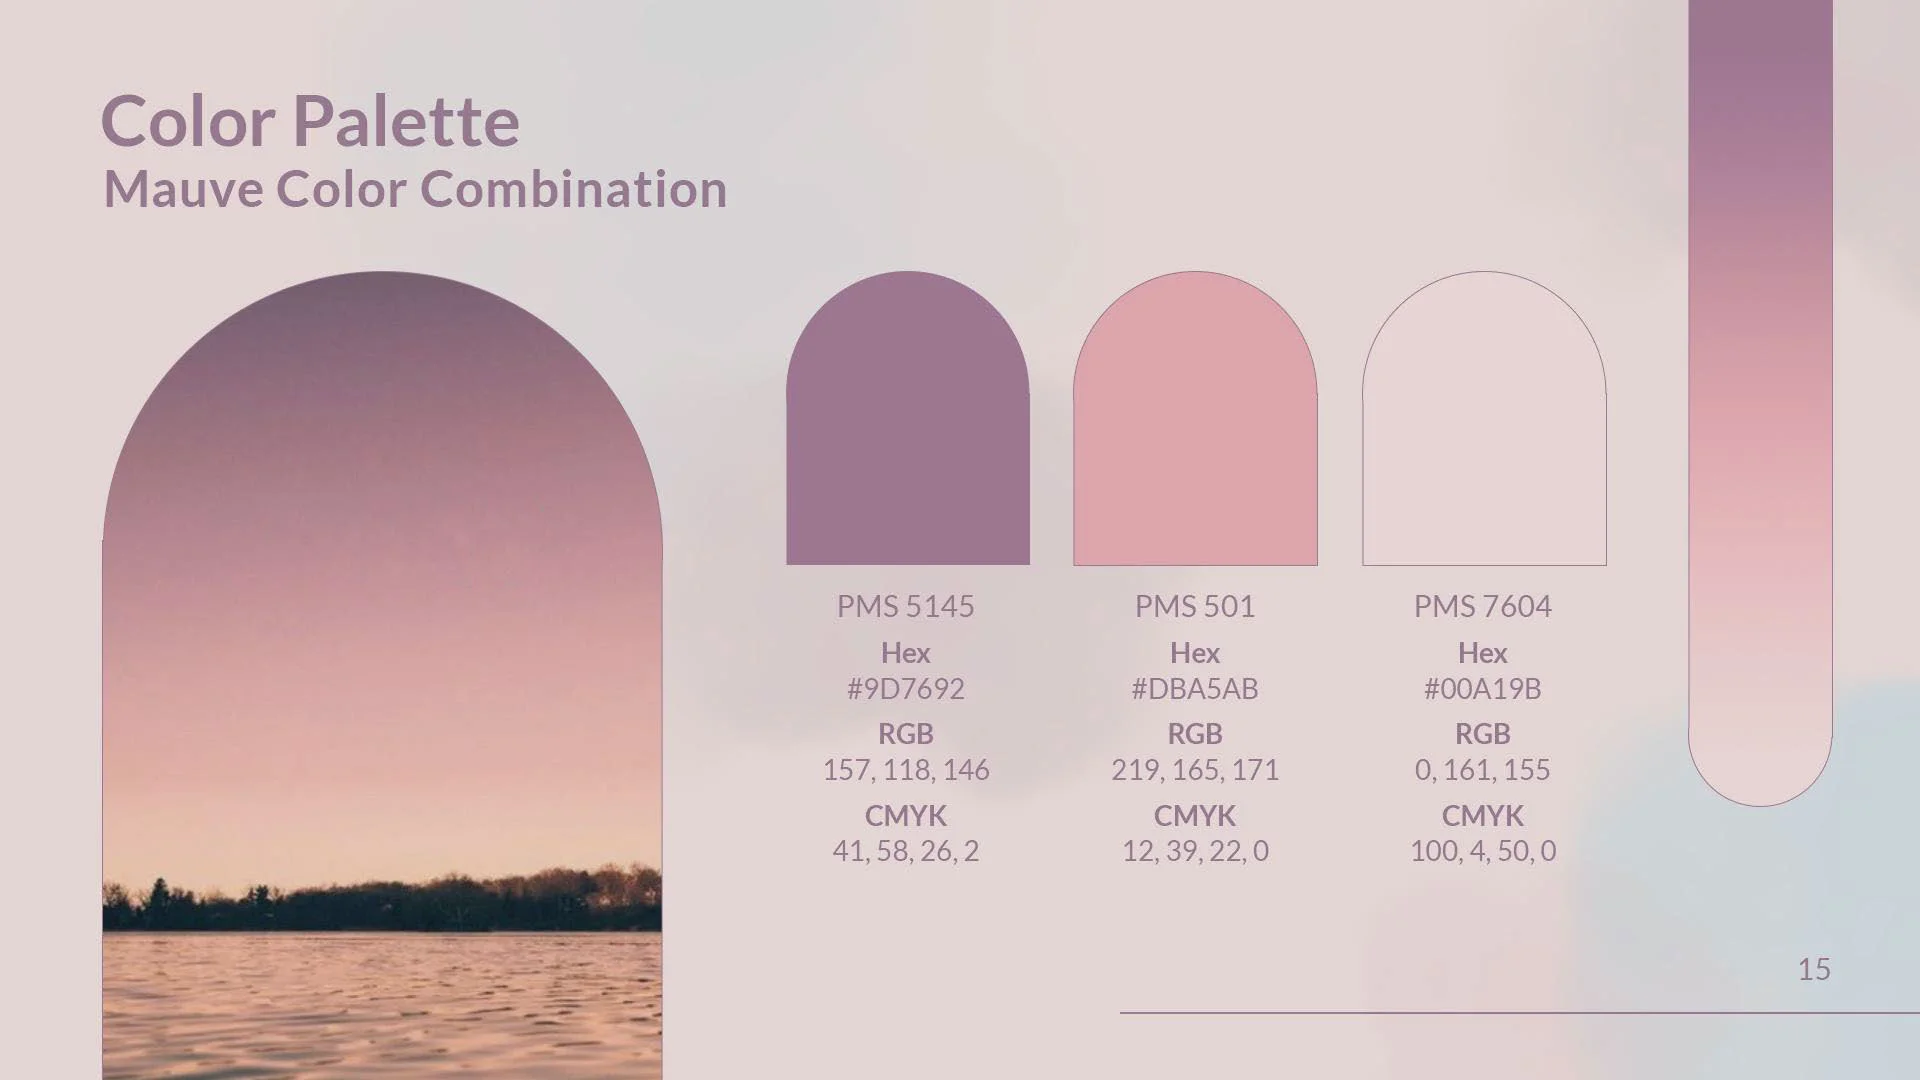 Color Palette
Mauve Color Combination
PMS 5145
Hex
#9D7692
RGB
157, 118, 146
CMYK
41, 58, 26, 2
PMS 501
Hex
#DBA5AB
RGB
219, 165, 171
CMYK
12, 39, 22, 0
PMS 7604
Hex
#00A19B
RGB
0, 161, 155
CMYK
100, 4, 50, 0
15